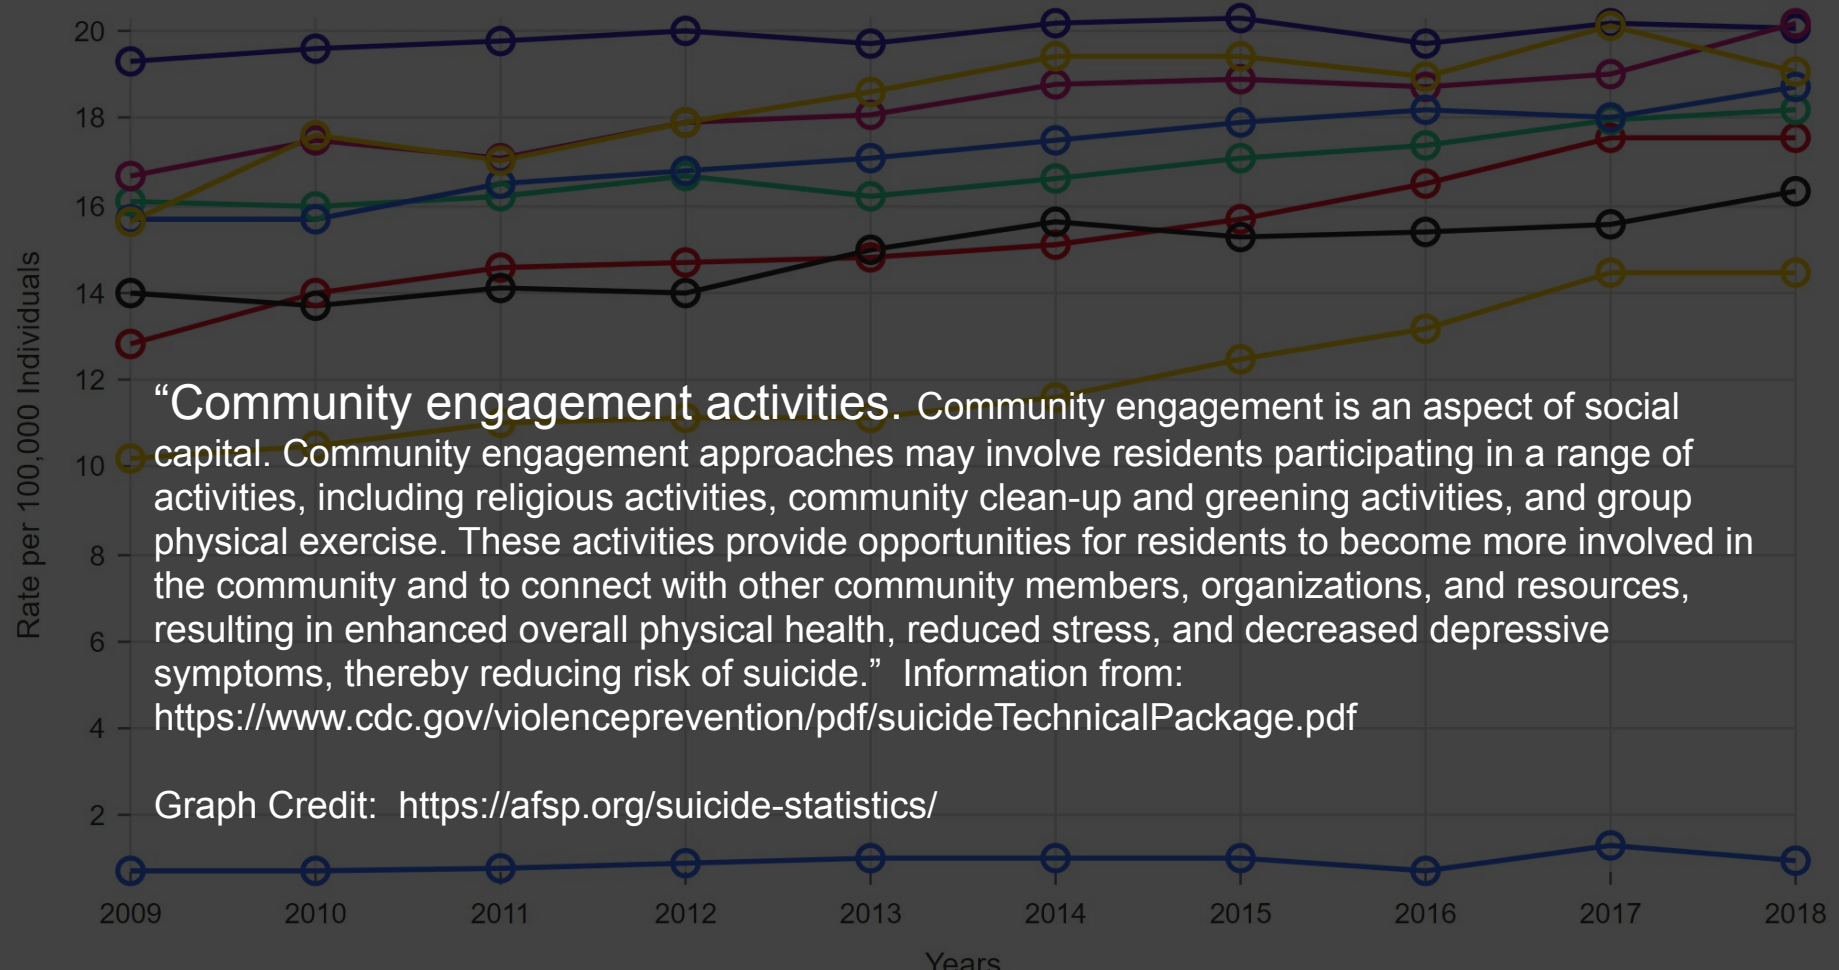 20
18
16
14
12
10
8
6
4
2
Rate per 100,000 Individuals
“Community engagement activities. Community engagement is an aspect of social
capital. Community engagement approaches may involve residents participating in a range of
activities, including religious activities, community clean-up and greening activities, and group
physical exercise. These activities provide opportunities for residents to become more involved in
the community and to connect with other community members, organizations, and resources,
resulting in enhanced overall physical health, reduced stress, and decreased depressive
symptoms, thereby reducing risk of suicide.”  Information from:
https://www.cdc.gov/violenceprevention/pdf/suicideTechnicalPackage.pdf
Graph Credit:  https://afsp.org/suicide-statistics/
2009 2010 2011 2012 2013 2014 2015 2016 2017 2018
Years